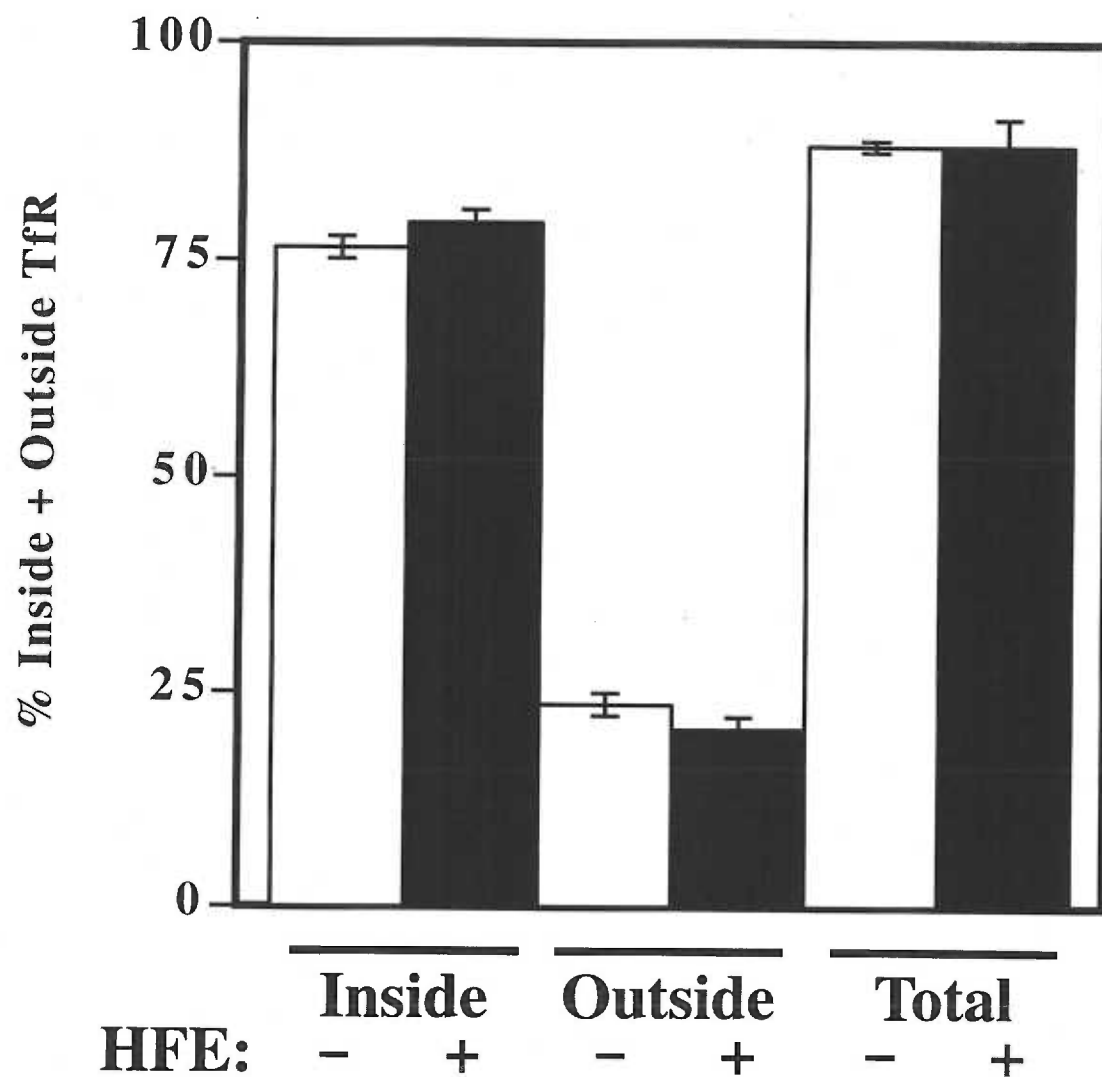 100
75
50
25
0
% Inside + Outside TfR
Inside Outside Total
HFE: − + − + − +